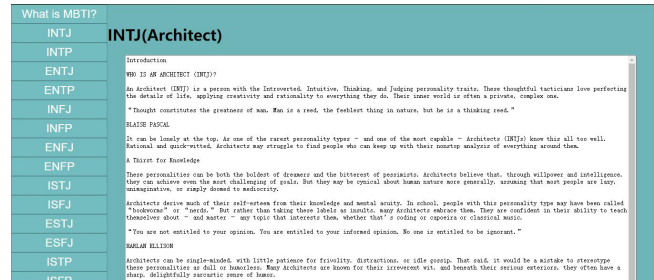 What is MBTI?
INTJ
INTP
ENTJ
ENTP
INFJ
INFP
ENFJ
ENFP
ISTJ
ISFJ
ESTJ
ESFJ
ISTP
ISFP
INTJ(Architect)
Introduction
WHO IS AN ARCHITECT (INTJ)?
An Architect (INTJ) is a person with the Introverted, Intuitive, Thinking, and Judging personality traits. These thoughtful tacticians love perfecting
the details of life, applying creativity and rationality to everything they do. Their inner world is often a private, complex one.
“Thought constitutes the greatness of man. Man is a reed, the feeblest thing in nature, but he is a thinking reed.”
BLAISE PASCAL
It can be lonely at the top. As one of the rarest personality types – and one of the most capable – Architects (INTJs) know this all too well.
Rational and quick-witted, Architects may struggle to find people who can keep up with their nonstop analysis of everything around them.
A Thirst for Knowledge
These personalities can be both the boldest of dreamers and the bitterest of pessimists. Architects believe that, through willpower and intelligence,
they can achieve even the most challenging of goals. But they may be cynical about human nature more generally, assuming that most people are lazy,
unimaginative, or simply doomed to mediocrity.
Architects derive much of their self-esteem from their knowledge and mental acuity. In school, people with this personality type may have been called
“bookworms” or “nerds.” But rather than taking these labels as insults, many Architects embrace them. They are confident in their ability to teach
themselves about – and master – any topic that interests them, whether that’s coding or capoeira or classical music.
“You are not entitled to your opinion. You are entitled to your informed opinion. No one is entitled to be ignorant.”
HARLAN ELLISON
Architects can be single-minded, with little patience for frivolity, distractions, or idle gossip. That said, it would be a mistake to stereotype
these personalities as dull or humorless. Many Architects are known for their irreverent wit, and beneath their serious exteriors, they often have a
sharp, delightfully sarcastic sense of humor.